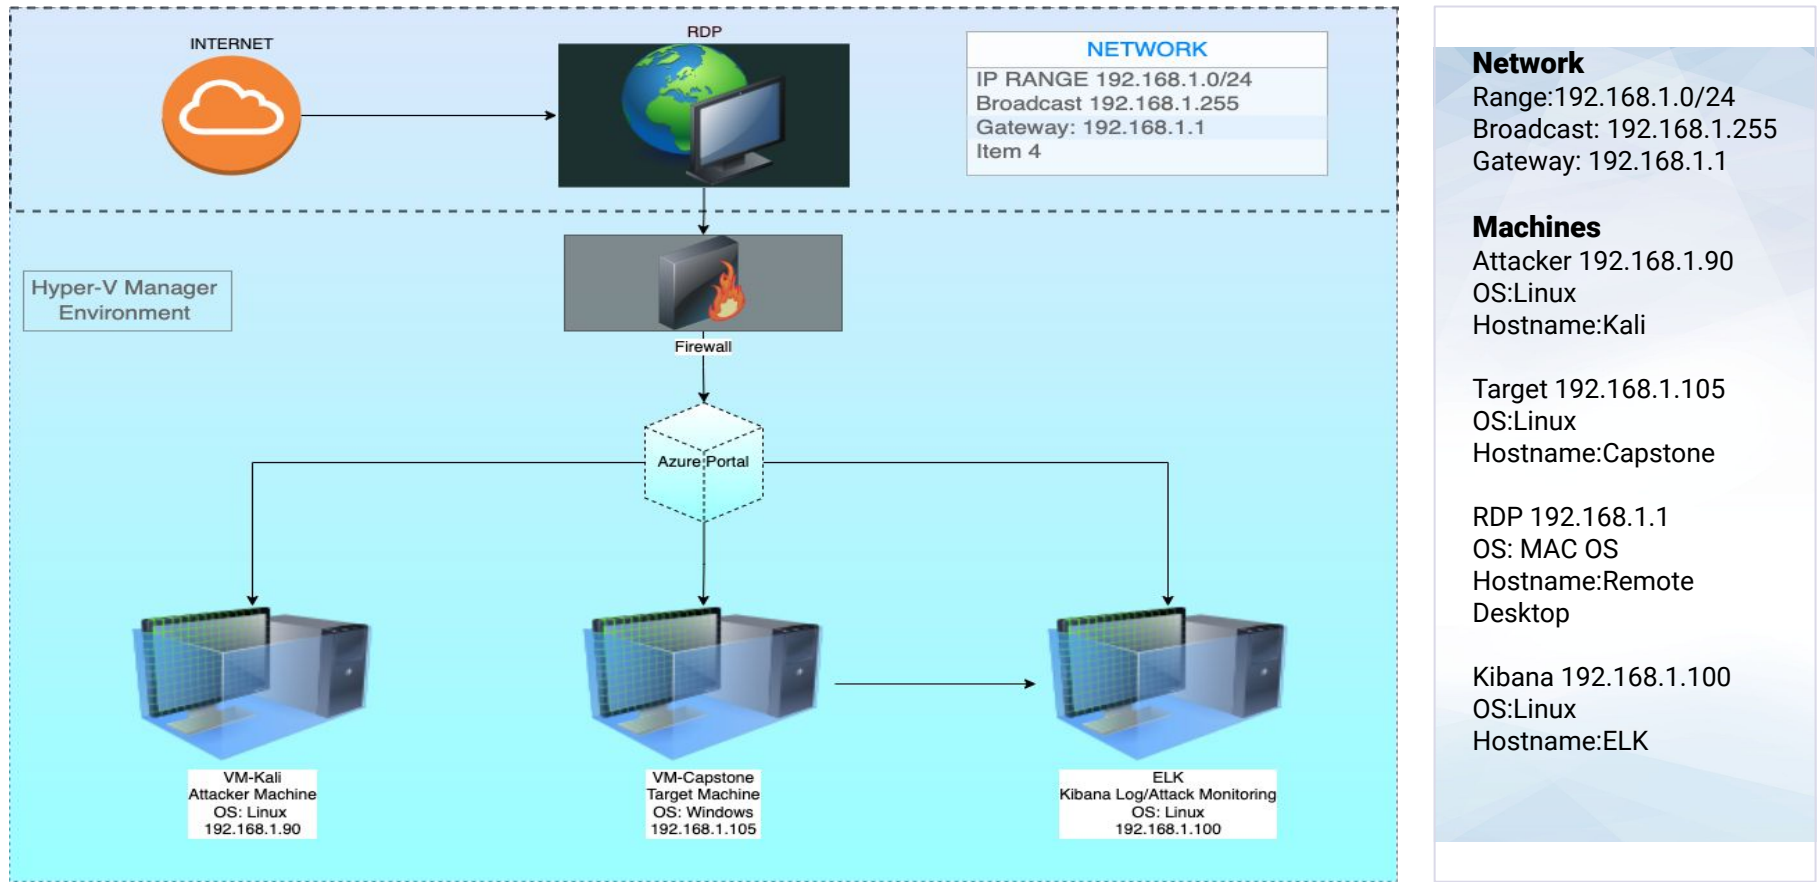 INTERNET
RDP
NETWORK
IP RANGE 192.168.1.0/24
Broadcast 192.168.1.255
Gateway: 192.168.1.1
Item 4
Hyper-V Manager
Environment
Firewall
Azure Portal
VM-Kali
Attacker Machine
OS: Linux
192.168.1.90
VM-Capstone
Target Machine
OS: Windows
192.168.1.105
ELK
Kibana Log/Attack Monitoring
OS: Linux
192.168.1.100
Network
Range:192.168.1.0/24
Broadcast: 192.168.1.255
Gateway: 192.168.1.1
Machines
Attacker 192.168.1.90
OS:Linux
Hostname:Kali
Target 192.168.1.105
OS:Linux
Hostname:Capstone
RDP 192.168.1.1
OS: MAC OS
Hostname:Remote
Desktop
Kibana 192.168.1.100
OS:Linux
Hostname:ELK